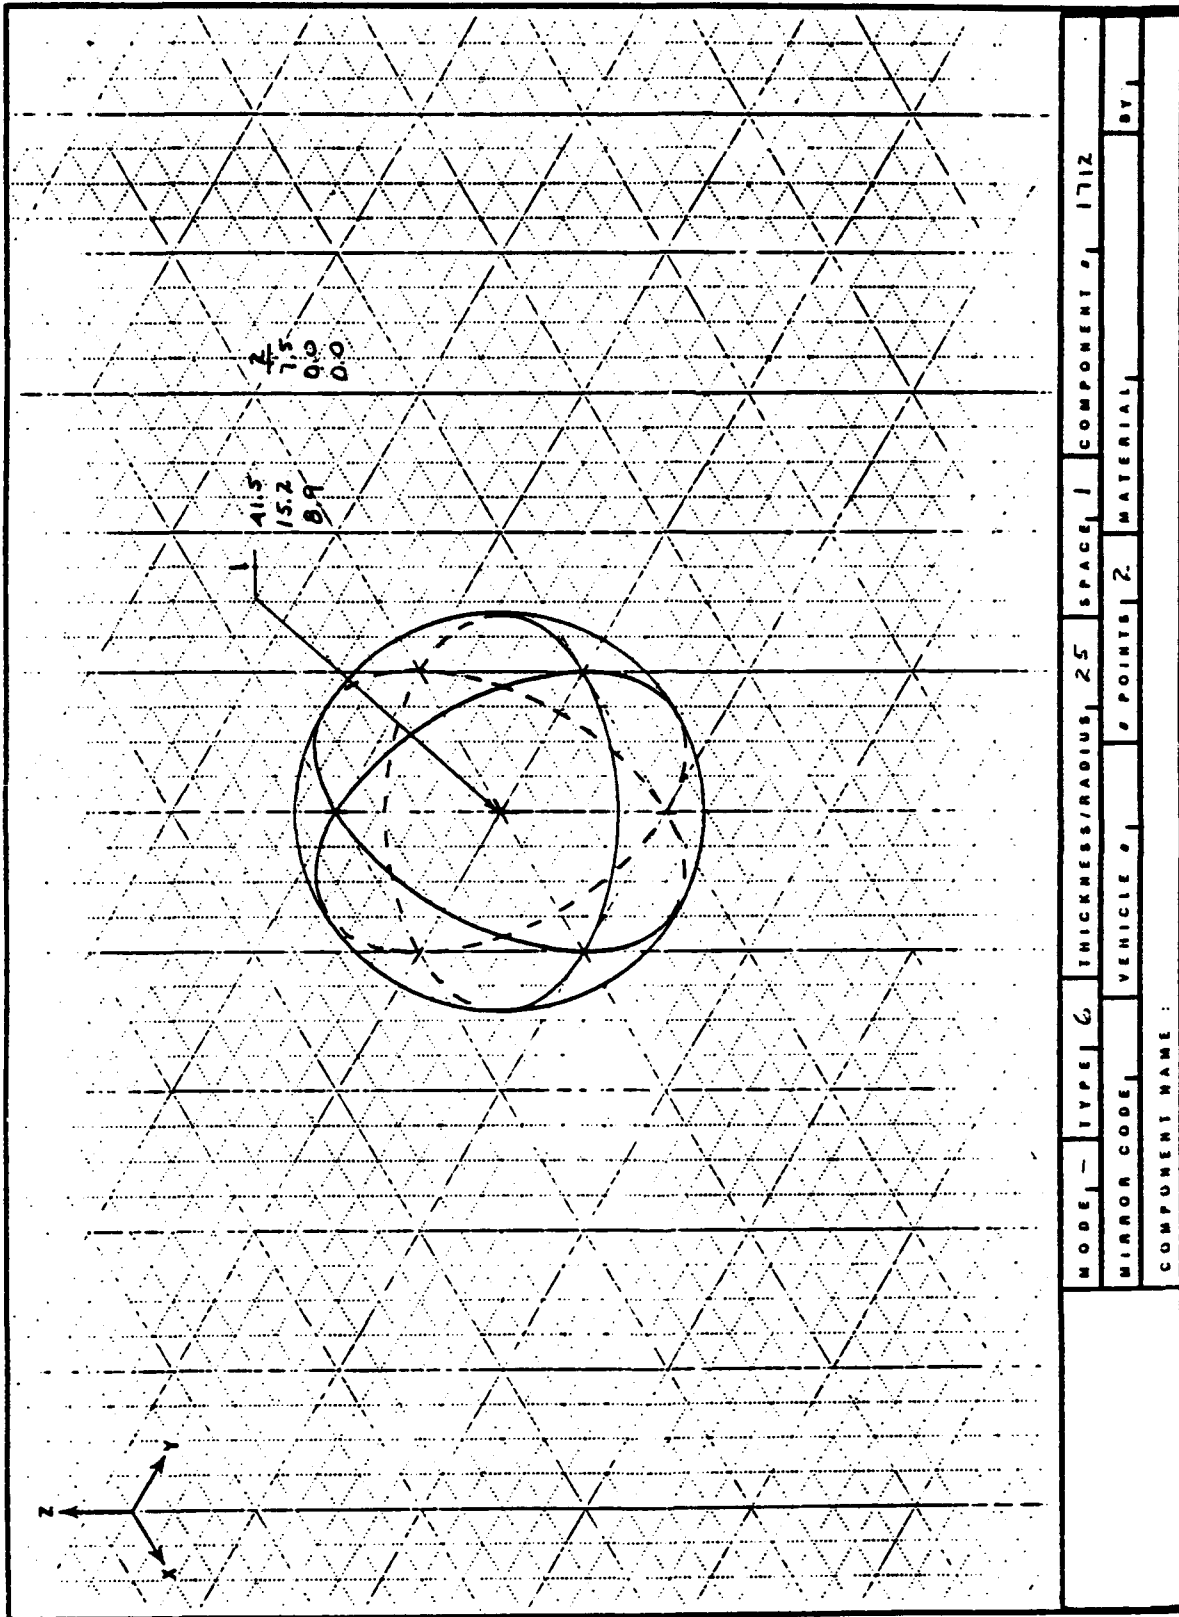 Z
X
Y
1
41.5
15.2
8.9
2
7.5
0.0
0.0
MODE - TYPE 6 THICKNESS/RADIUS 25 SPACE 1 COMPONENT # 1712
MIRROR CODE VEHICLE # # POINTS 2 MATERIAL BY
COMPONENT NAME :